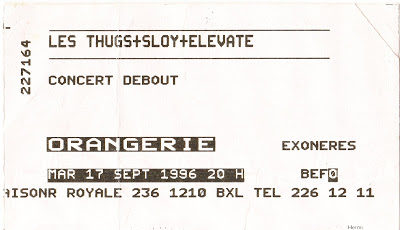 227164
LES THUGS+SLOY+ELEVATE
CONCERT DEBOUT
ORANGERIE EXONERES
MAR 17 SEPT 1996 20 H BEF0
AISONR ROYALE 236 1210 BXL TEL 226 12 11